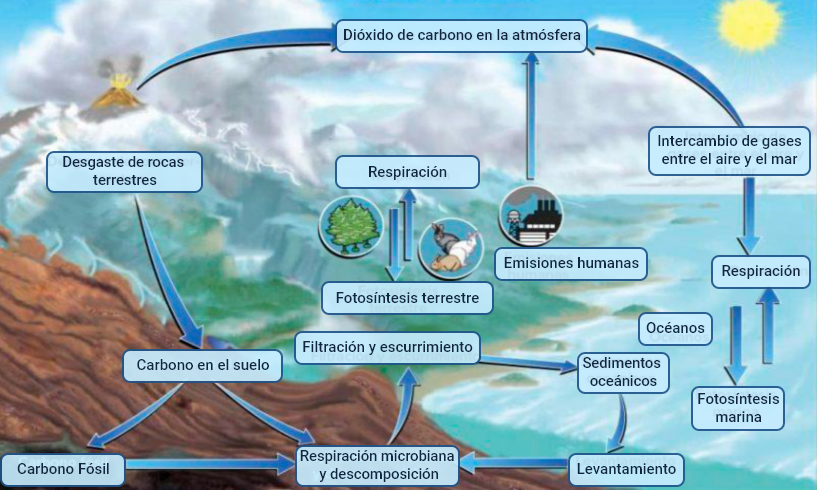 Dióxido de carbono en la atmósfera
Intercambio de gases
entre el aire y el mar
Desgaste de rocas
terrestres
Respiración
Emisiones humanas
Respiración
Fotosíntesis terrestre
Océanos
Filtración y escurrimiento
Carbono en el suelo
Sedimentos
oceánicos
Fotosíntesis
marina
Carbono Fósil
Respiración microbiana
y descomposición
Levantamiento